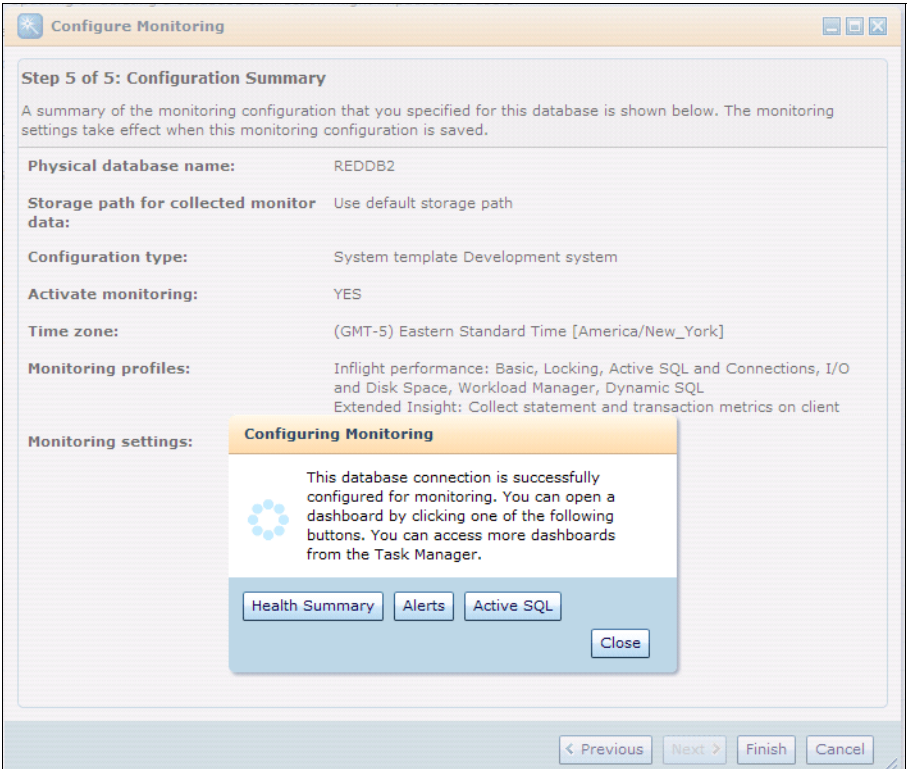 Configure Monitoring
Step 5 of 5: Configuration Summary
A summary of the monitoring configuration that you specified for this database is shown below. The monitoring
settings take effect when this monitoring configuration is saved.
Physical database name: REDDB2
Storage path for collected monitor Use default storage path
data:
Configuration type: System template Development system
Activate monitoring: YES
Time zone: (GMT-5) Eastern Standard Time [America/New_York]
Monitoring profiles: Inflight performance: Basic, Locking, Active SQL and Connections, I/O
and Disk Space, Workload Manager, Dynamic SQL
Extended Insight: Collect statement and transaction metrics on client
Monitoring settings:
Configuring Monitoring
This database connection is successfully
configured for monitoring. You can open a
dashboard by clicking one of the following
buttons. You can access more dashboards
from the Task Manager.
Health Summary Alerts Active SQL
Close
< Previous Next > Finish Cancel